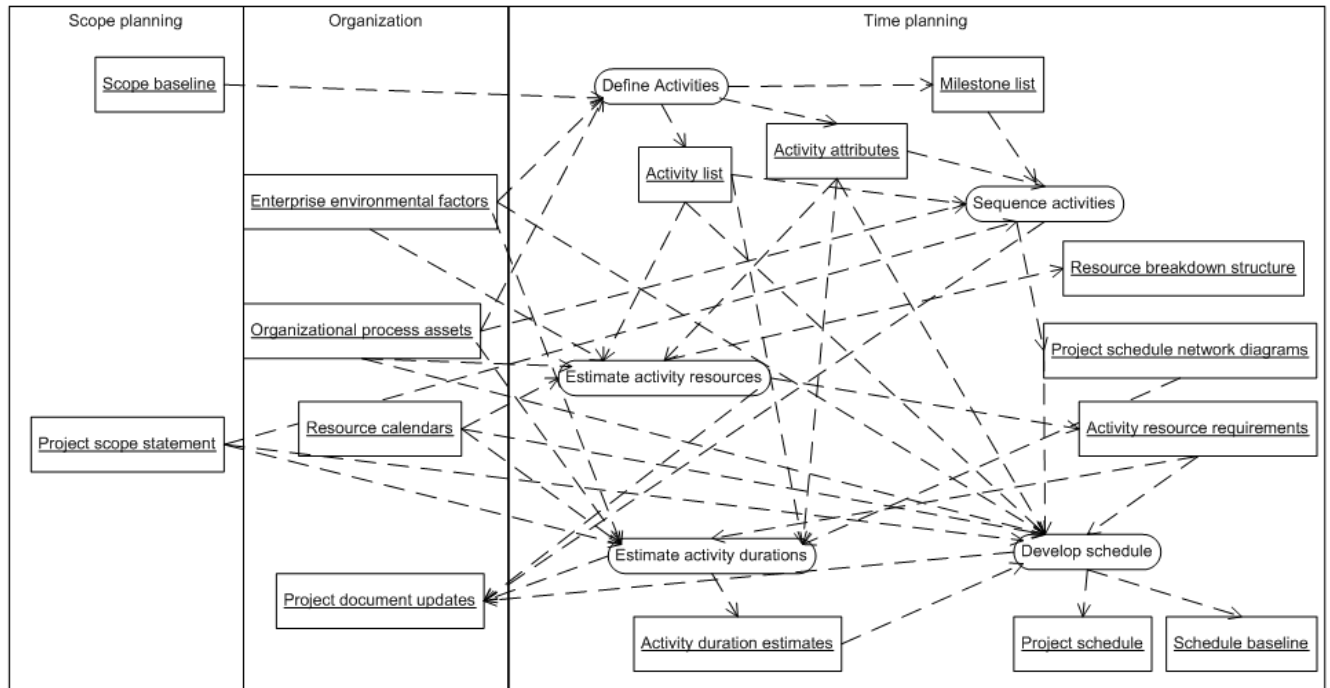 Scope planning
Organization
Time planning
Scope baseline
Define Activities
Milestone list
Activity list
Activity attributes
Enterprise environmental factors
Sequence activities
Resource breakdown structure
Organizational process assets
Project schedule network diagrams
Estimate activity resources
Project scope statement
Resource calendars
Activity resource requirements
Estimate activity durations
Develop schedule
Project document updates
Activity duration estimates
Project schedule
Schedule baseline